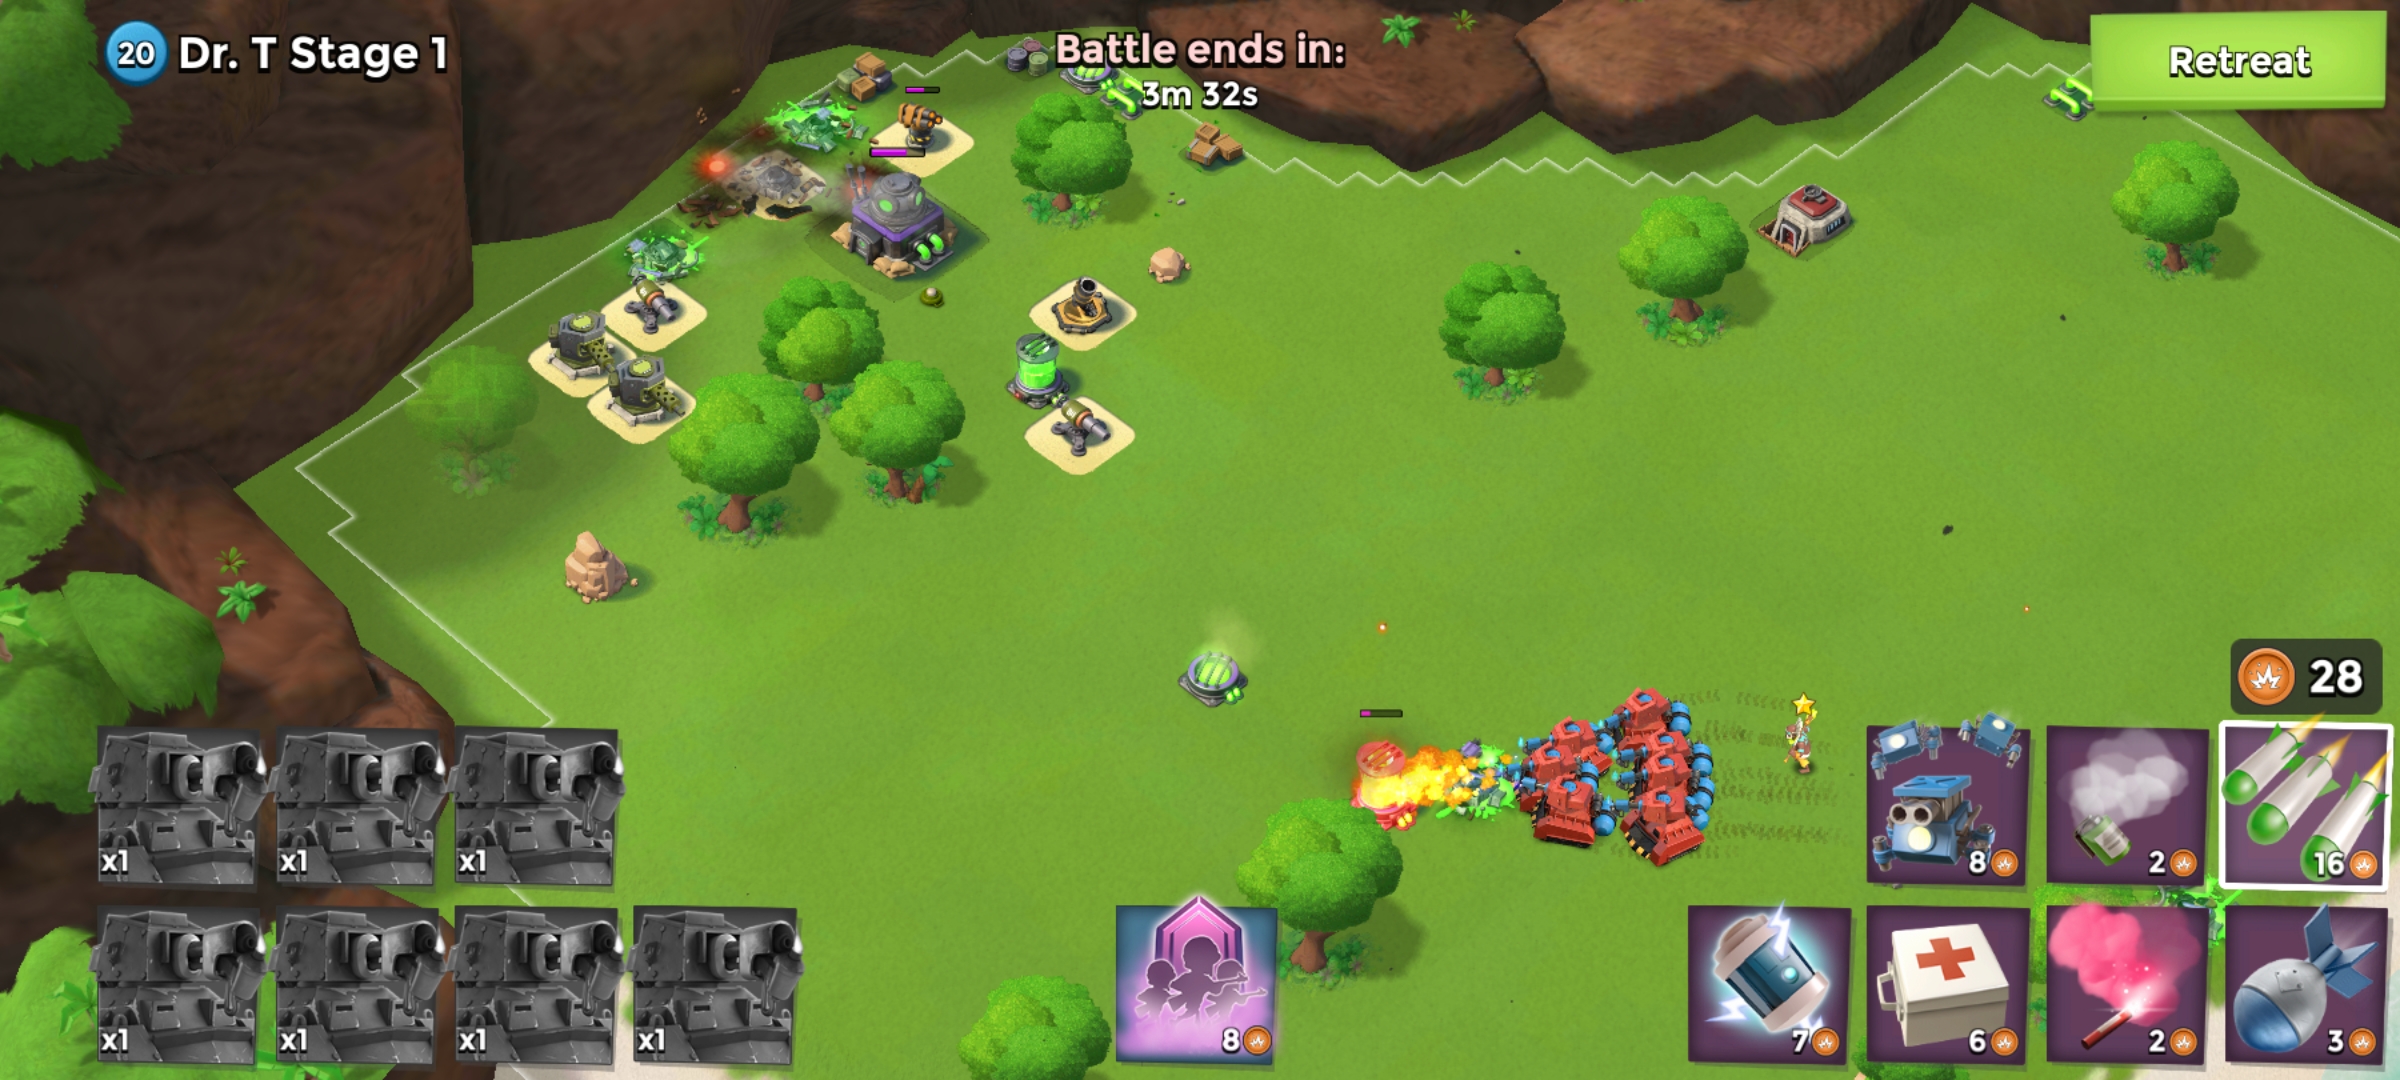 20 Dr. T Stage 1
Battle ends in:
3m 32s
Retreat
28
x1 x1 x1
8 2 16
x1 x1 x1 x1
8
7 6 2 3